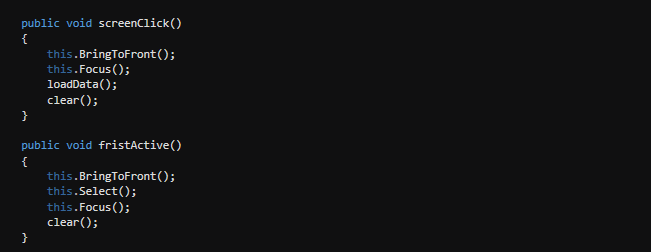 public void screenClick()
{
    this.BringToFront();
    this.Focus();
    loadData();
    clear();
}

public void fristActive()
{
    this.BringToFront();
    this.Select();
    this.Focus();
    clear();
}